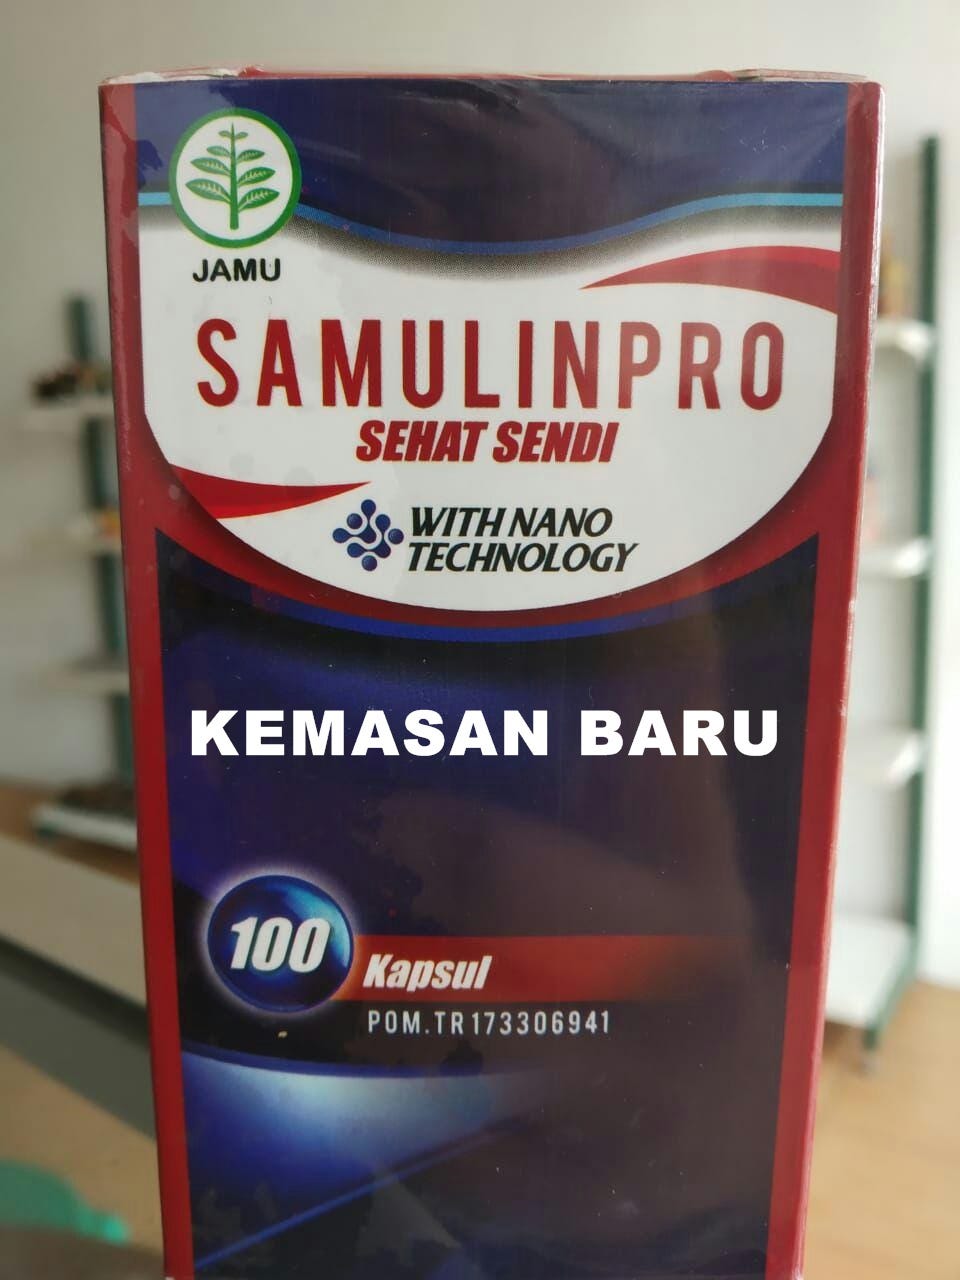 JAMU
SAMULINPRO
SEHAT SENDI
WITH NANO
TECHNOLOGY
KEMASAN BARU
100
Kapsul
POM.TR173306941